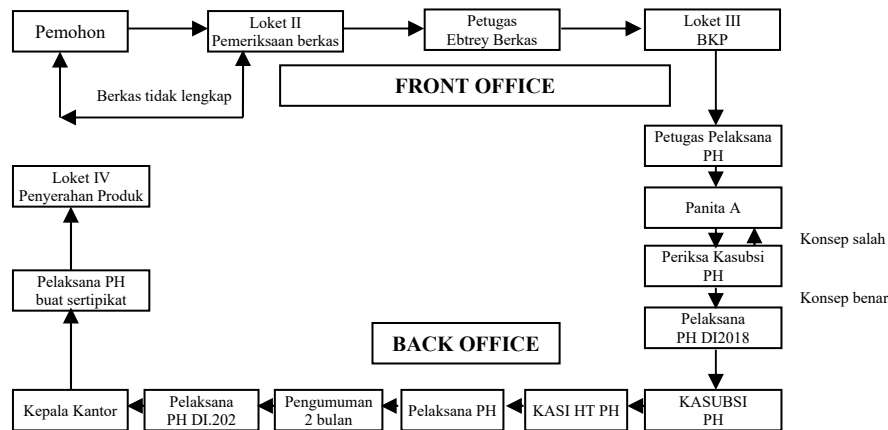 Pemohon
Loket II
Pemeriksaan berkas
Petugas
Ebtrey Berkas
Loket III
BKP
Berkas tidak lengkap
FRONT OFFICE
Petugas Pelaksana
PH
Loket IV
Penyerahan Produk
Panita A
Konsep salah
Periksa Kasubsi
PH
Pelaksana PH
buat sertipikat
Konsep benar
Pelaksana
PH DI2018
BACK OFFICE
Kepala Kantor
Pelaksana
PH DI.202
Pengumuman
2 bulan
Pelaksana PH
KASI HT PH
KASUBSI
PH